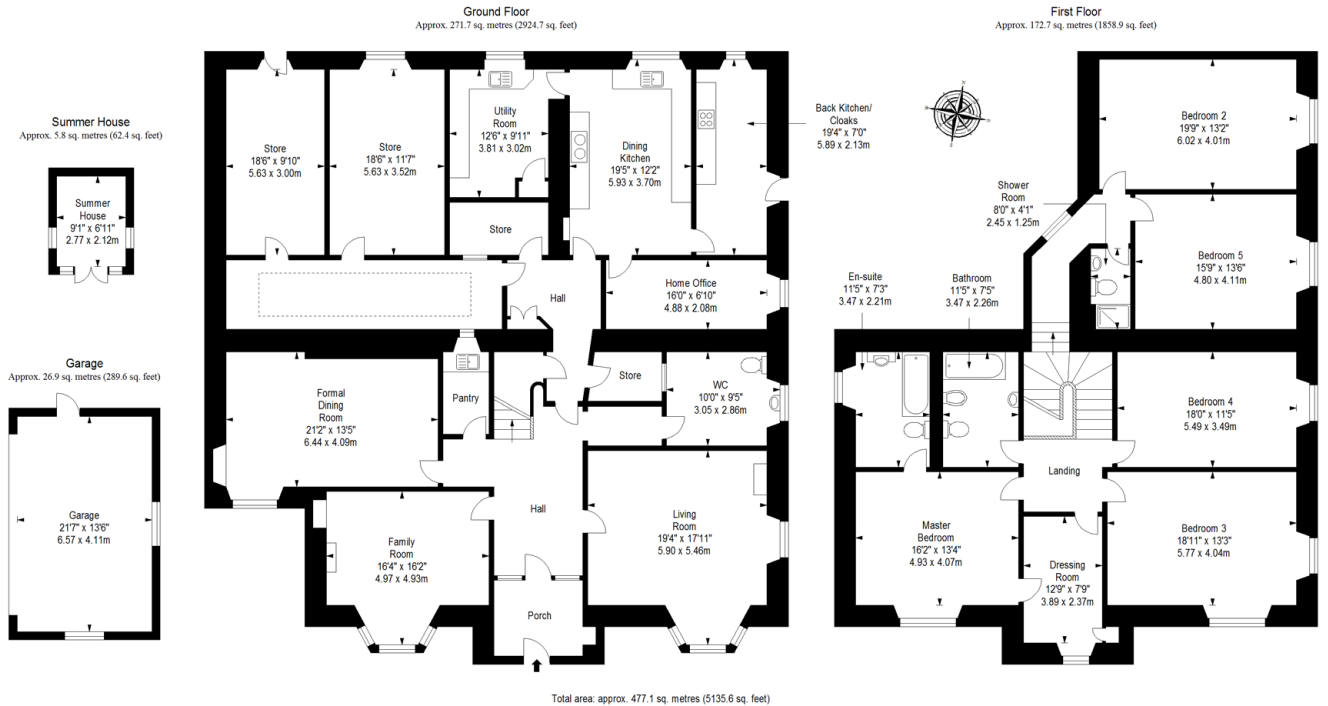 Ground Floor
Approx. 271.7 sq. metres (2924.7 sq. feet)
First Floor
Approx. 172.7 sq. metres (1858.9 sq. feet)
Summer House
Approx. 5.8 sq. metres (62.4 sq. feet)
Summer
House
9'1" x 6'11"
2.77 x 2.12m
Garage
Approx. 26.9 sq. metres (289.6 sq. feet)
Garage
21'7" x 13'6"
6.57 x 4.11m
Store
18'6" x 9'10"
5.63 x 3.00m
Store
18'6" x 11'7"
5.63 x 3.52m
Utility
Room
12'6" x 9'11"
3.81 x 3.02m
Dining
Kitchen
19'5" x 12'2"
5.93 x 3.70m
Back Kitchen/
Cloaks
19'4" x 7'0"
5.89 x 2.13m
Store
Hall
Home Office
16'0" x 6'10"
4.88 x 2.08m
Formal
Dining
Room
21'2" x 13'5"
6.44 x 4.09m
Pantry
Store
WC
10'0" x 9'5"
3.05 x 2.86m
Family
Room
16'4" x 16'2"
4.97 x 4.93m
Hall
Living
Room
19'4" x 17'11"
5.90 x 5.46m
Porch
N
Bedroom 2
19'9" x 13'2"
6.02 x 4.01m
Shower
Room
8'0" x 4'1"
2.45 x 1.25m
Bedroom 5
15'9" x 13'6"
4.80 x 4.11m
En-suite
11'5" x 7'3"
3.47 x 2.21m
Bathroom
11'5" x 7'5"
3.47 x 2.26m
Bedroom 4
18'0" x 11'5"
5.49 x 3.49m
Landing
Master
Bedroom
16'2" x 13'4"
4.93 x 4.07m
Dressing
Room
12'9" x 7'9"
3.89 x 2.37m
Bedroom 3
18'11" x 13'3"
5.77 x 4.04m
Total area: approx. 477.1 sq. metres (5135.6 sq. feet)